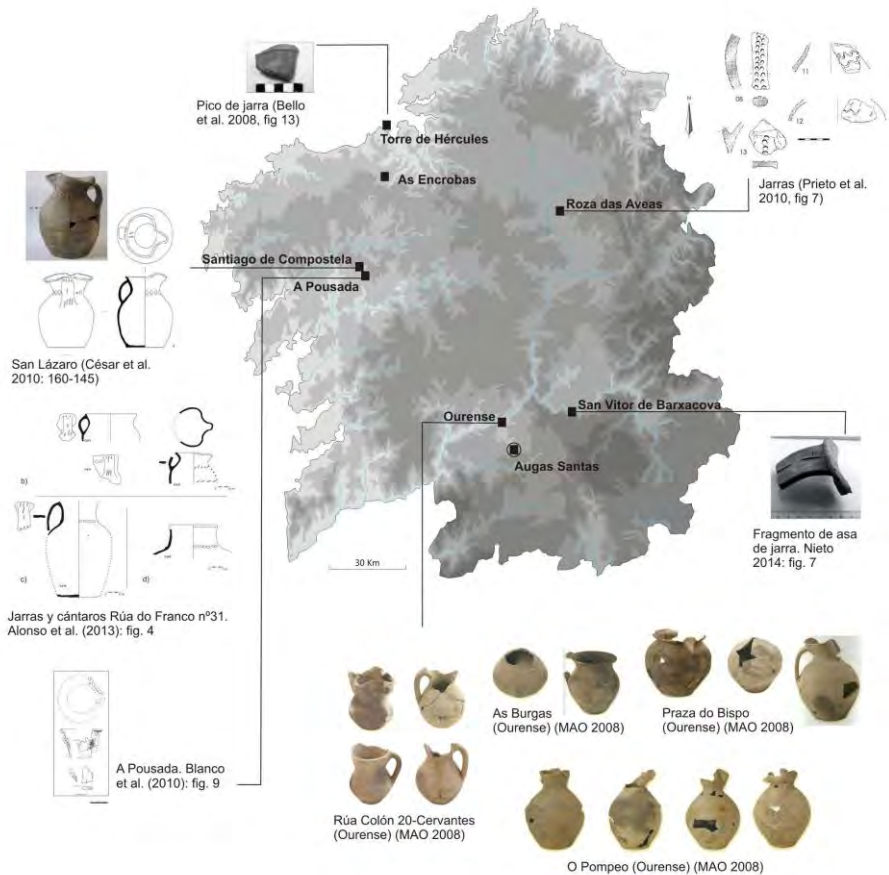 Pico de jarra (Bello
et al. 2008, fig 13)
Torre de Hércules
As Encrobas
N
06
11
12
13
Jarras (Prieto et al.
2010, fig 7)
Roza das Aveas
Santiago de Compostela
A Pousada
San Lázaro (César et al.
2010: 160-145)
b)
c)
d)
Jarras y cántaros Rúa do Franco nº31.
Alonso et al. (2013): fig. 4
Ourense
San Vitor de Barxacova
Augas Santas
30 Km
Fragmento de asa
de jarra. Nieto
2014: fig. 7
A Pousada. Blanco
et al. (2010): fig. 9
As Burgas
(Ourense) (MAO 2008)
Praza do Bispo
(Ourense) (MAO 2008)
Rúa Colón 20-Cervantes
(Ourense) (MAO 2008)
O Pompeo (Ourense) (MAO 2008)